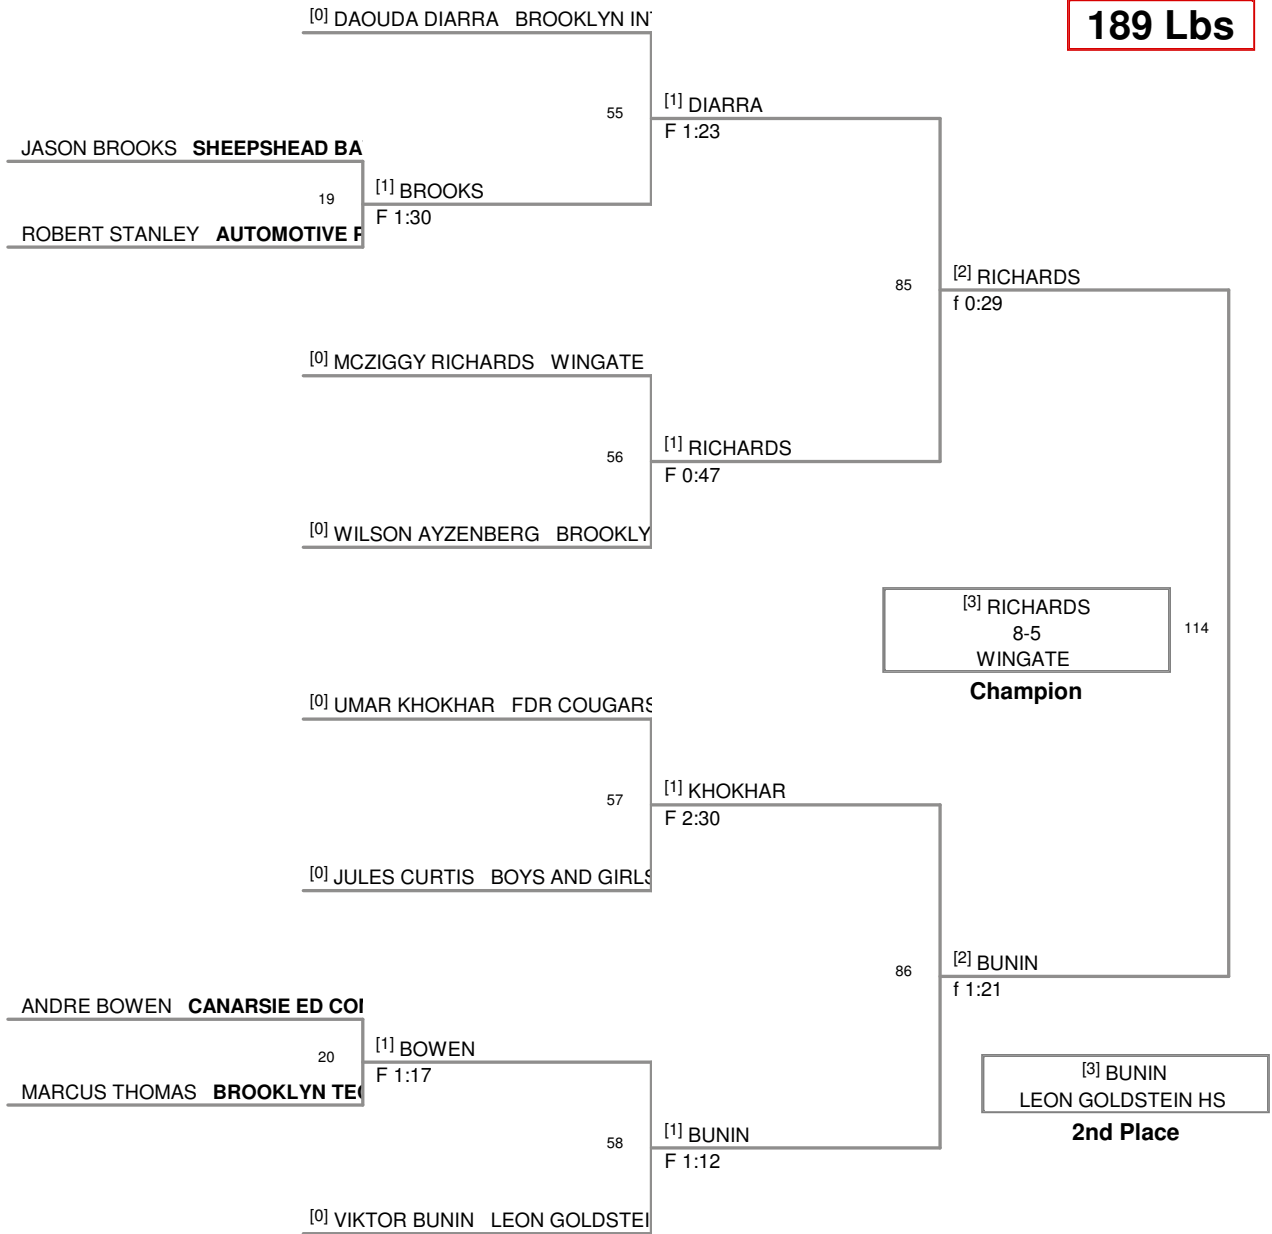 [0] DAOUDA DIARRA BROOKLYN IN
189 Lbs
55
[1] DIARRA
F 1:23
JASON BROOKS SHEEPSHEAD BA
19
[1] BROOKS
F 1:30
ROBERT STANLEY AUTOMOTIVE
85
[2] RICHARDS
f 0:29
[0] MCZIGGY RICHARDS WINGATE
56
[1] RICHARDS
F 0:47
[0] WILSON AYZENBERG BROOKLY
[3] RICHARDS
8-5
WINGATE
114
Champion
[0] UMAR KHOKHAR FDR COUGARS
57
[1] KHOKHAR
F 2:30
[0] JULES CURTIS BOYS AND GIRLS
86
[2] BUNIN
f 1:21
ANDRE BOWEN CANARSIE ED CO
20
[1] BOWEN
F 1:17
MARCUS THOMAS BROOKLYN TE
[3] BUNIN
LEON GOLDSTEIN HS
2nd Place
58
[1] BUNIN
F 1:12
[0] VIKTOR BUNIN LEON GOLDSTEI